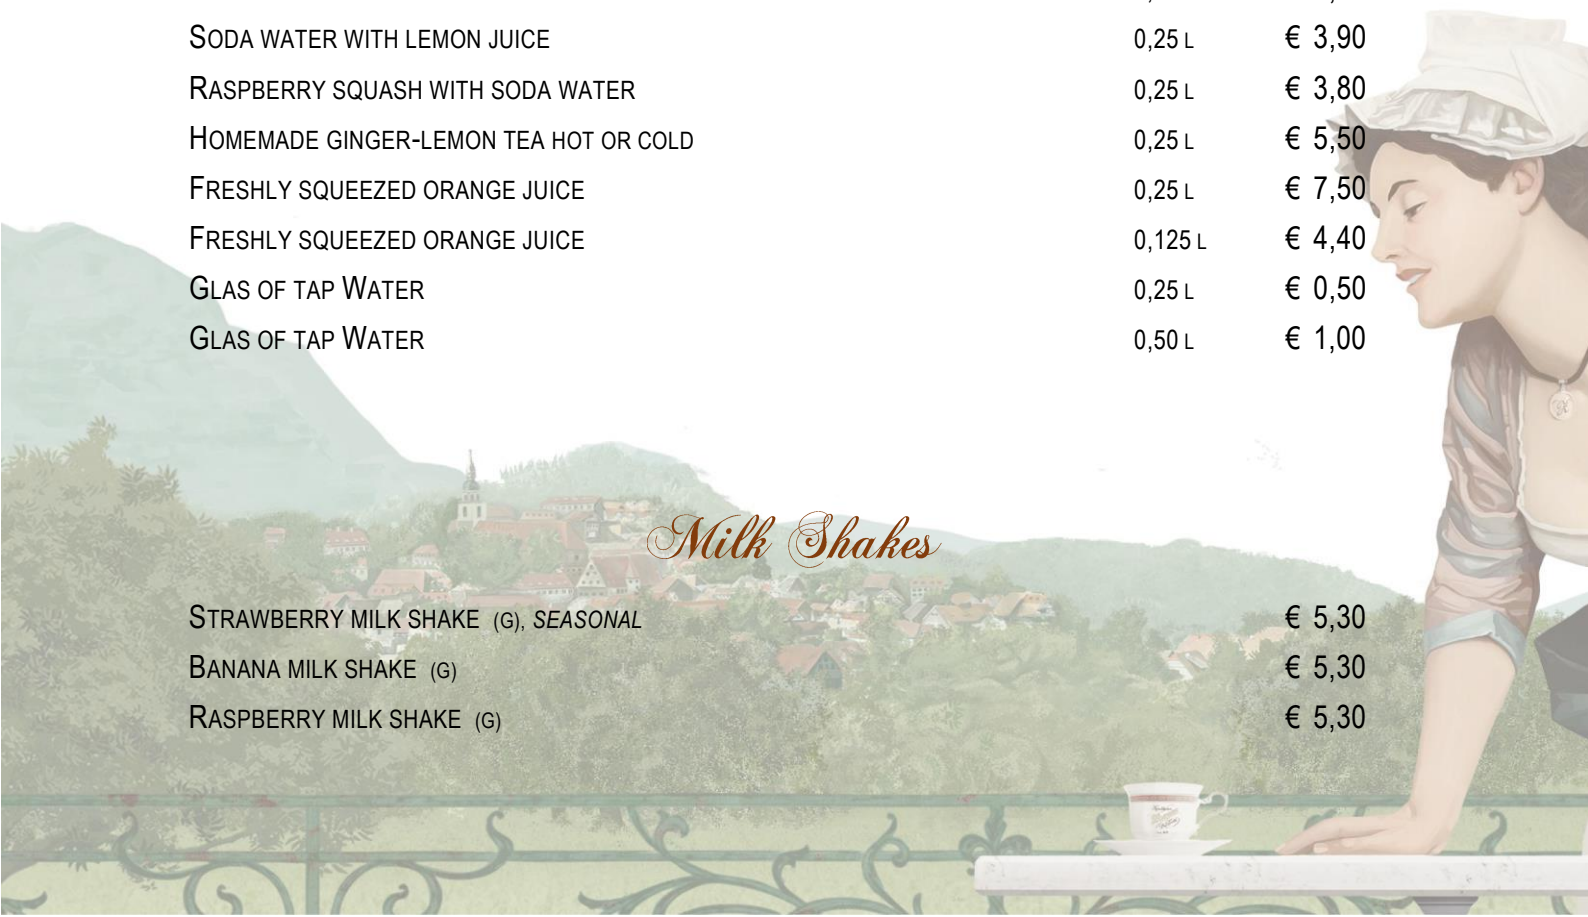 SODA WATER WITH LEMON JUICE 0,25 L € 3,90
RASPBERRY SQUASH WITH SODA WATER 0,25 L € 3,80
HOMEMADE GINGER-LEMON TEA HOT OR COLD 0,25 L € 5,50
FRESHLY SQUEEZED ORANGE JUICE 0,25 L € 7,50
FRESHLY SQUEEZED ORANGE JUICE 0,125 L € 4,40
GLAS OF TAP WATER 0,25 L € 0,50
GLAS OF TAP WATER 0,50 L € 1,00
Milk Shakes
STRAWBERRY MILK SHAKE (G), SEASONAL € 5,30
BANANA MILK SHAKE (G) € 5,30
RASPBERRY MILK SHAKE (G) € 5,30